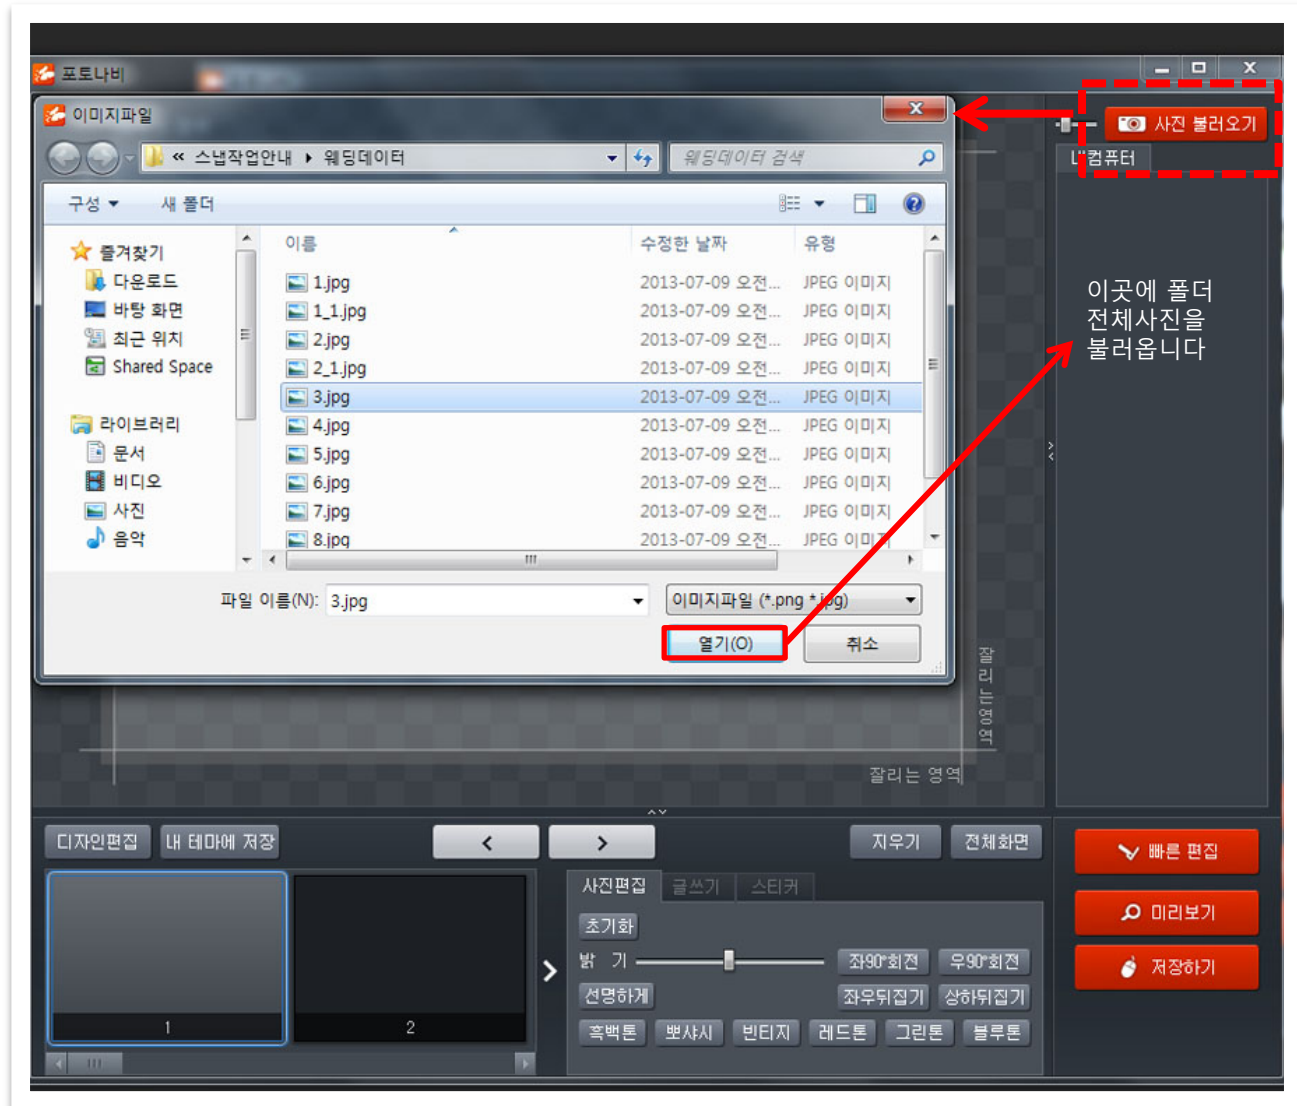 포토나비
이미지파일
사진 불러오기
« 스냅작업안내 ▸ 웨딩데이터
웨딩데이터 검색
내컴퓨터
구성
새 폴더
즐겨찾기
다운로드
바탕 화면
최근 위치
Shared Space
라이브러리
문서
비디오
사진
음악
이름 수정한 날짜 유형
1.jpg 2013-07-09 오전... JPEG 이미지
1_1.jpg 2013-07-09 오전... JPEG 이미지
2.jpg 2013-07-09 오전... JPEG 이미지
2_1.jpg 2013-07-09 오전... JPEG 이미지
3.jpg 2013-07-09 오전... JPEG 이미지
4.jpg 2013-07-09 오전... JPEG 이미지
5.jpg 2013-07-09 오전... JPEG 이미지
6.jpg 2013-07-09 오전... JPEG 이미지
7.jpg 2013-07-09 오전... JPEG 이미지
8.jpg 2013-07-09 오전... JPEG 이미지
이곳에 폴더
전체사진을
불러옵니다
파일 이름(N): 3.jpg 이미지파일 (*.png *.jpg)
열기(O) 취소
잘리는영역
잘리는 영역
디자인편집 내 테마에 저장 < > 지우기 전체화면
빠른 편집
사진편집 글쓰기 스티커
미리보기
초기화
밝 기 좌90°회전 우90°회전
저장하기
선명하게 좌우뒤집기 상하뒤집기
1 2
흑백톤 뽀샤시 빈티지 레드톤 그린톤 블루톤